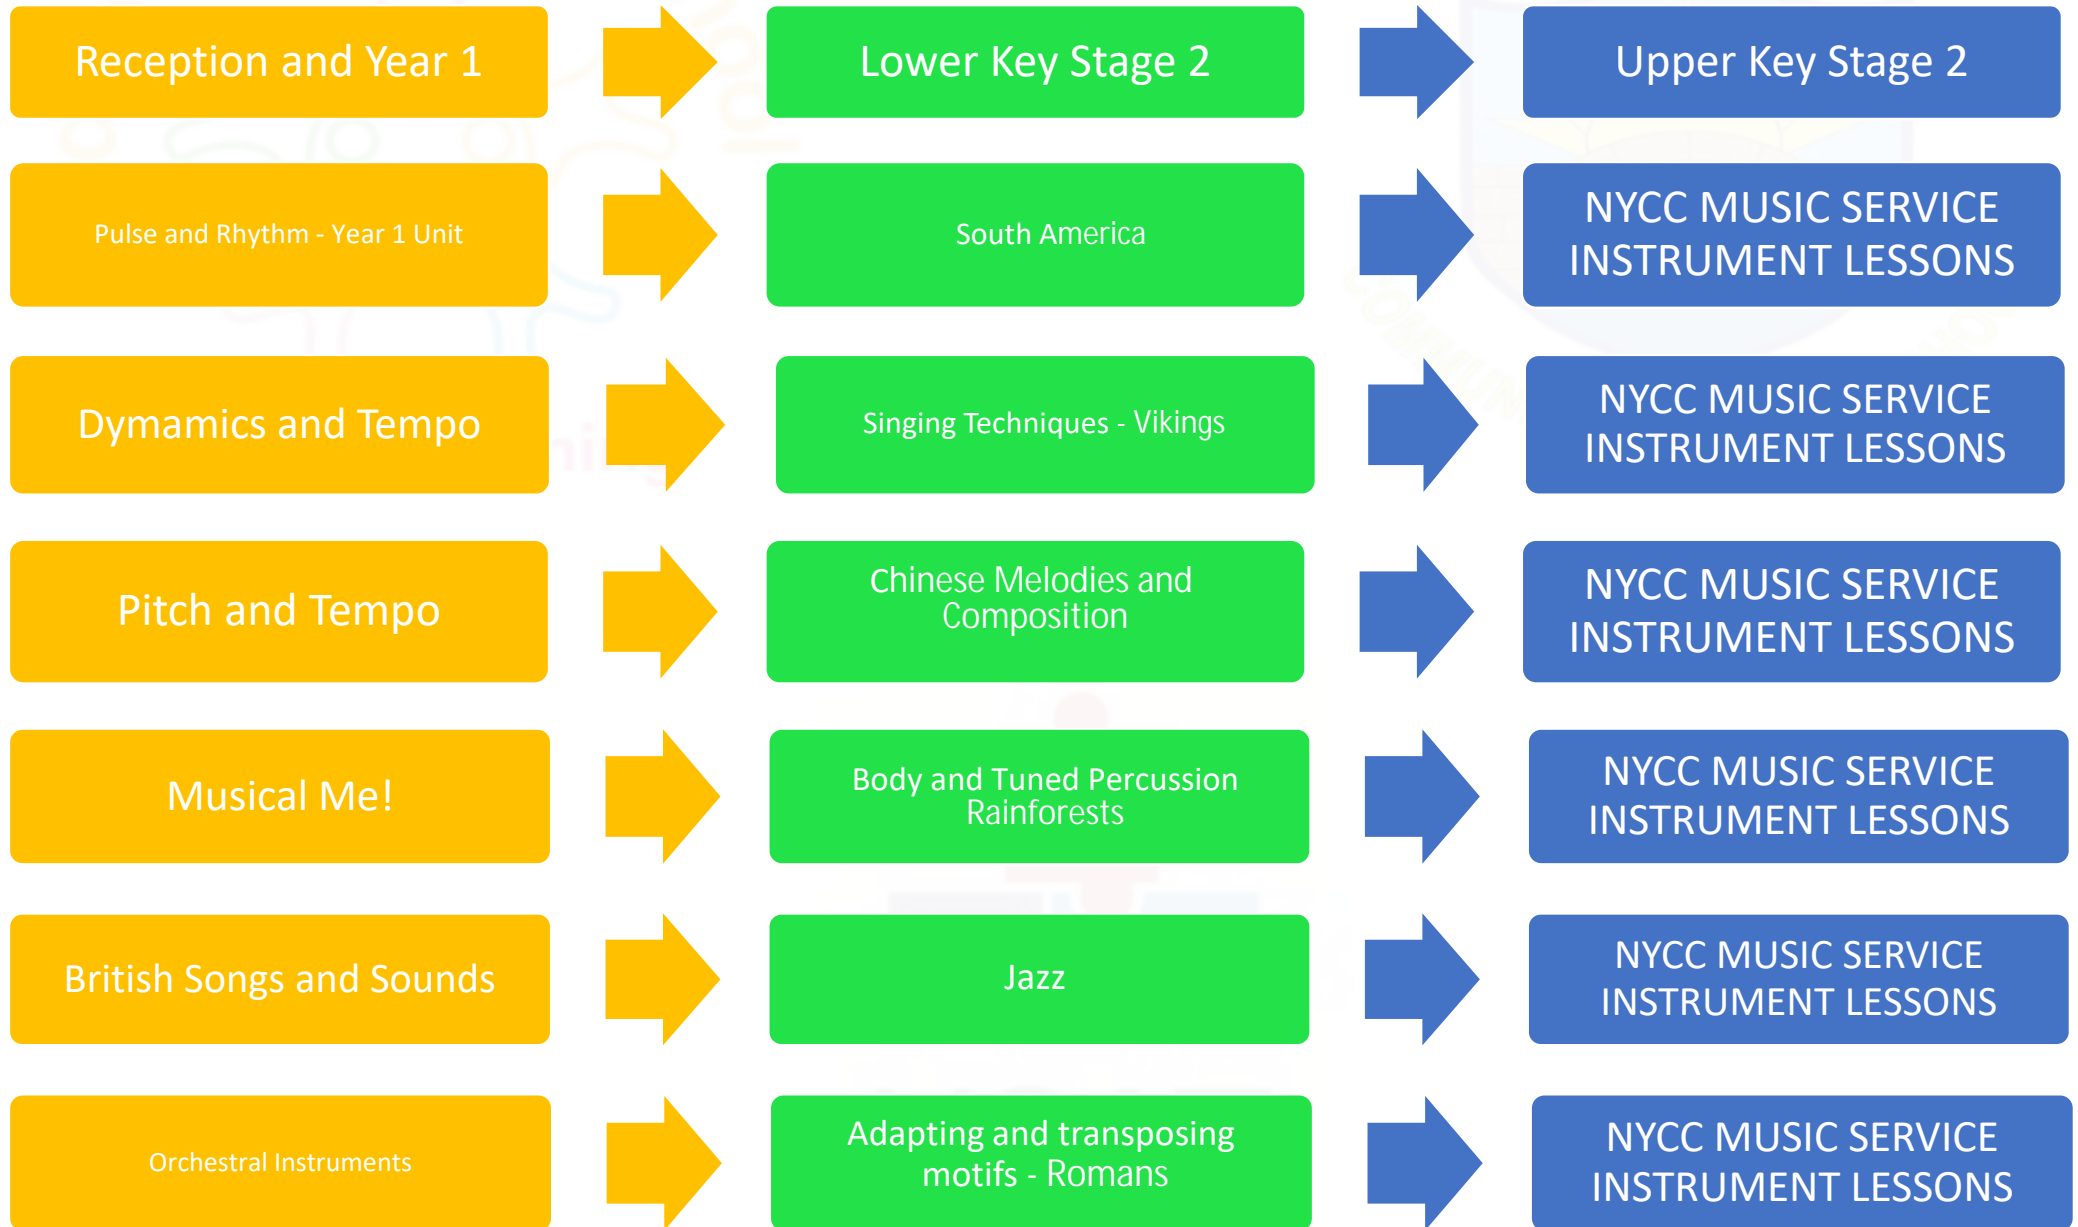 Reception and Year 1
Lower Key Stage 2
Upper Key Stage 2
Pulse and Rhythm - Year 1 Unit
South America
NYCC MUSIC SERVICE
INSTRUMENT LESSONS
Dymamics and Tempo
Singing Techniques - Vikings
NYCC MUSIC SERVICE
INSTRUMENT LESSONS
Pitch and Tempo
Chinese Melodies and
Composition
NYCC MUSIC SERVICE
INSTRUMENT LESSONS
Musical Me!
Body and Tuned Percussion
Rainforests
NYCC MUSIC SERVICE
INSTRUMENT LESSONS
British Songs and Sounds
Jazz
NYCC MUSIC SERVICE
INSTRUMENT LESSONS
Orchestral Instruments
Adapting and transposing
motifs - Romans
NYCC MUSIC SERVICE
INSTRUMENT LESSONS